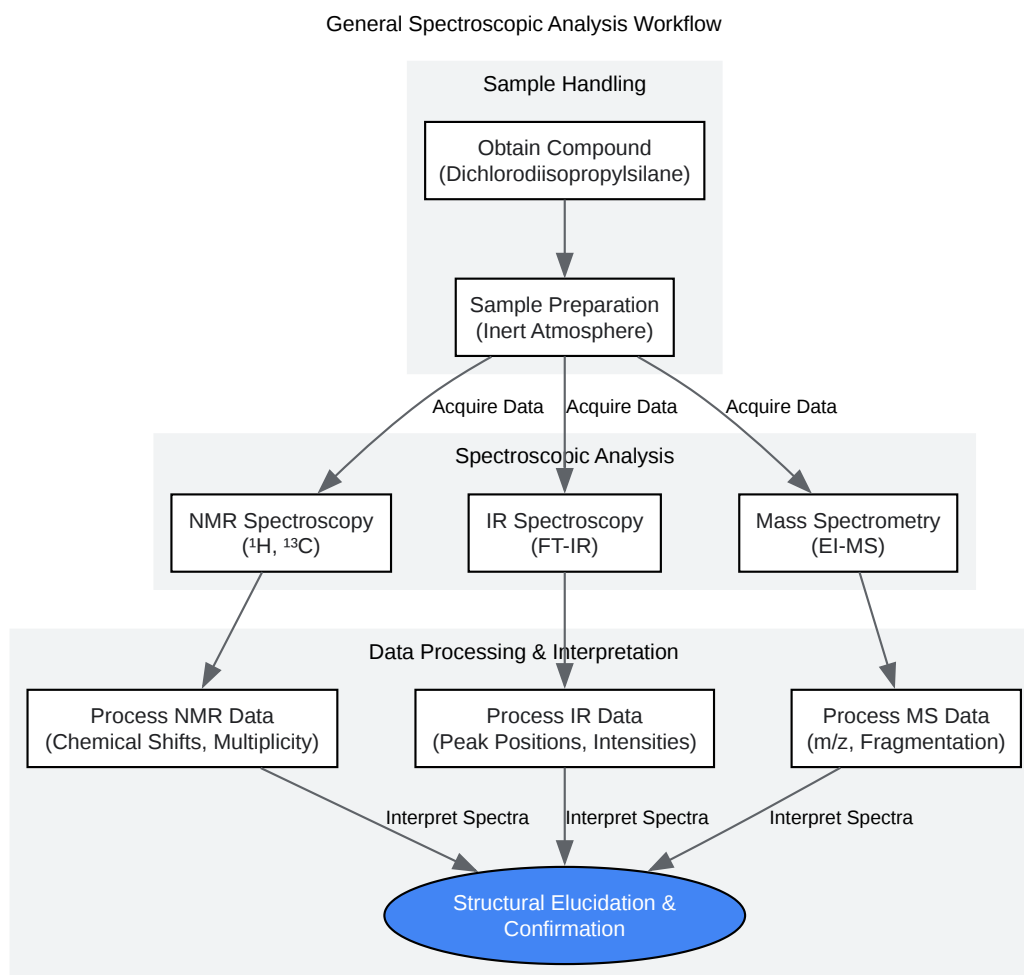 General Spectroscopic Analysis Workflow
Sample Handling
Obtain Compound
(Dichlorodiisopropylsilane)
Sample Preparation
(Inert Atmosphere)
Acquire Data
Acquire Data
Acquire Data
Spectroscopic Analysis
NMR Spectroscopy
(¹H, ¹³C)
IR Spectroscopy
(FT-IR)
Mass Spectrometry
(EI-MS)
Data Processing & Interpretation
Process NMR Data
(Chemical Shifts, Multiplicity)
Process IR Data
(Peak Positions, Intensities)
Process MS Data
(m/z, Fragmentation)
Interpret Spectra
Interpret Spectra
Interpret Spectra
Structural Elucidation &
Confirmation